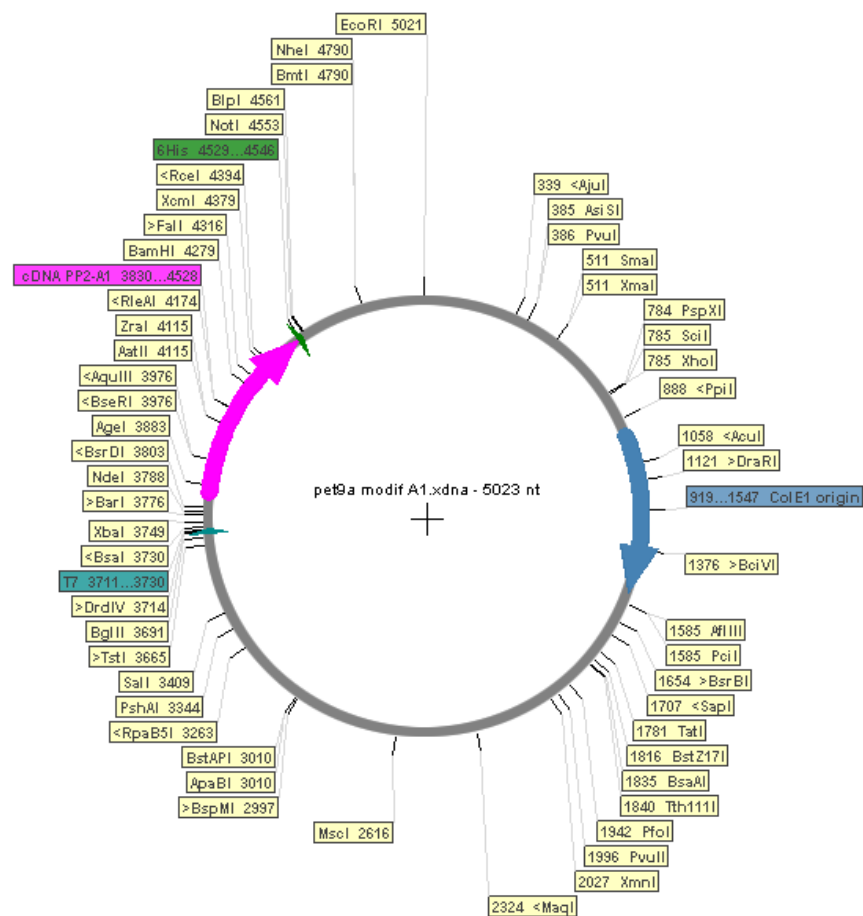 EcoRI 5021
NheI 4790
BmtI 4790
BlpI 4561
NotI 4553
6His 4529...4546
<RceI 4394
XcmI 4379
>FalI 4316
BamHI 4279
cDNA PP2-A1 3830...4528
<RleAI 4174
ZraI 4115
AatII 4115
<AquIII 3976
<BseRI 3976
AgeI 3883
<BsrDI 3803
NdeI 3788
>BarI 3776
XbaI 3749
<BsaI 3730
T7 3711...3730
>DrdIV 3714
BglII 3691
>TstI 3665
SalI 3409
PshAI 3344
<RpaB5I 3263
BstAPI 3010
ApaBI 3010
>BspMI 2997
MscI 2616
339 <AjuI
385 AsiSI
386 PvuI
511 SmaI
511 XmaI
784 PspXI
785 SciI
785 XhoI
888 <PpiI
1058 <AcuI
1121 >DraRI
919...1547 ColE1 origin
1376 >BciVI
1585 AflIII
1585 PciI
1654 >BsrBI
1707 <SapI
1781 TatI
1816 BstZ17I
1835 BsaAI
1840 Tth111I
1942 PfoI
1996 PvuII
2027 XmnI
2324 <MaqI
pet9a modif A1.xdna - 5023 nt